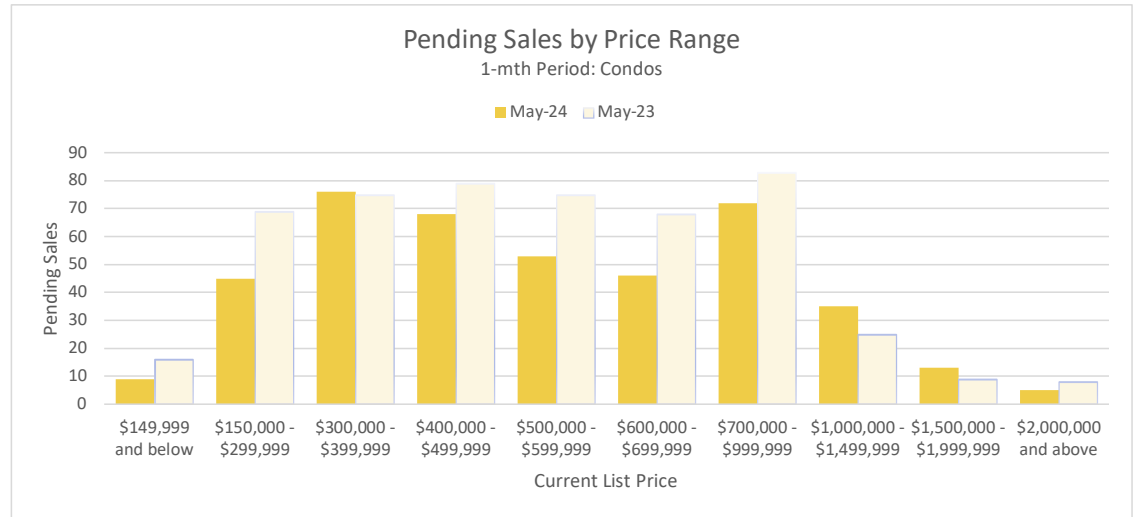 Pending Sales by Price Range
1-mth Period: Condos
May-24 May-23
Pending Sales
90
80
70
60
50
40
30
20
10
0
$149,999 $150,000 - $300,000 - $400,000 - $500,000 - $600,000 - $700,000 - $1,000,000 - $1,500,000 - $2,000,000
and below $299,999 $399,999 $499,999 $599,999 $699,999 $999,999 $1,499,999 $1,999,999 and above
Current List Price